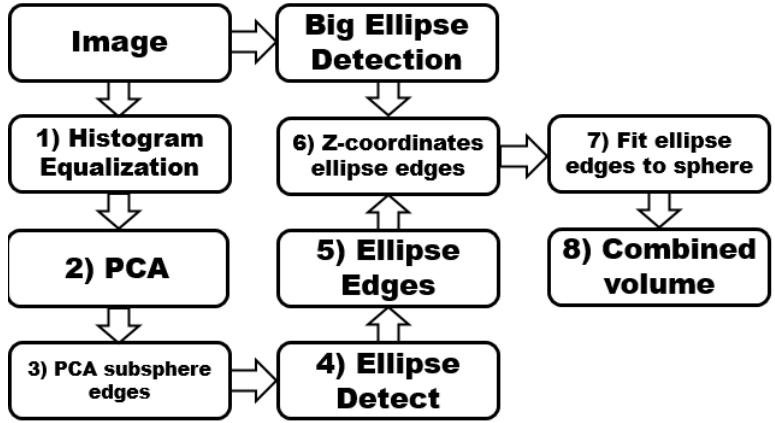 Image
Big Ellipse
Detection
1) Histogram
Equalization
6) Z-coordinates
ellipse edges
7) Fit ellipse
edges to sphere
2) PCA
5) Ellipse
Edges
8) Combined
volume
3) PCA subsphere
edges
4) Ellipse
Detect